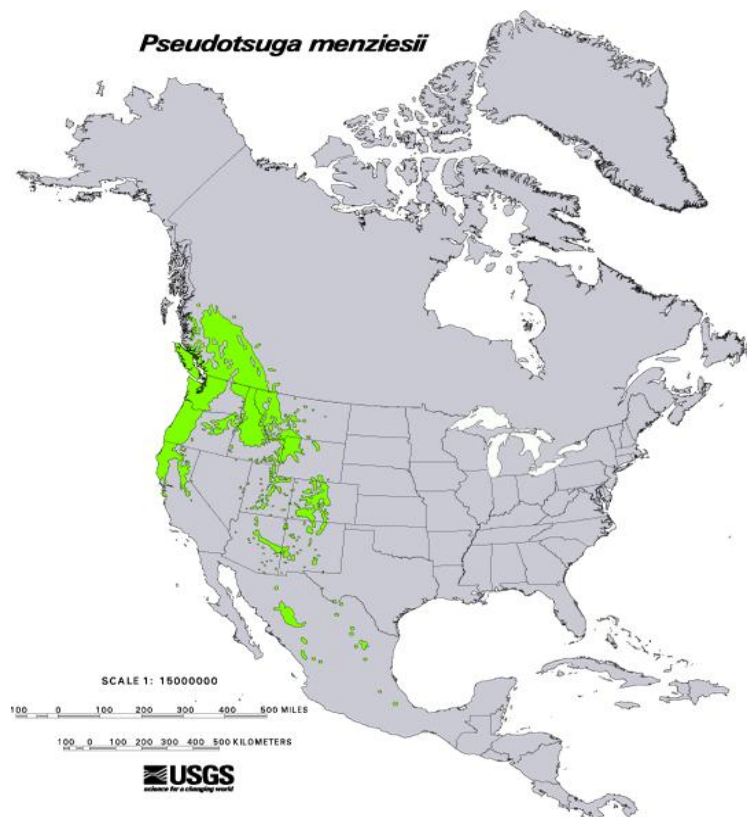 Pseudotsuga menziesii
SCALE 1: 15000000
100 0 100 200 300 400 500 MILES
100 0 100 200 300 400 500 KILOMETERS
USGS
science for a changing world